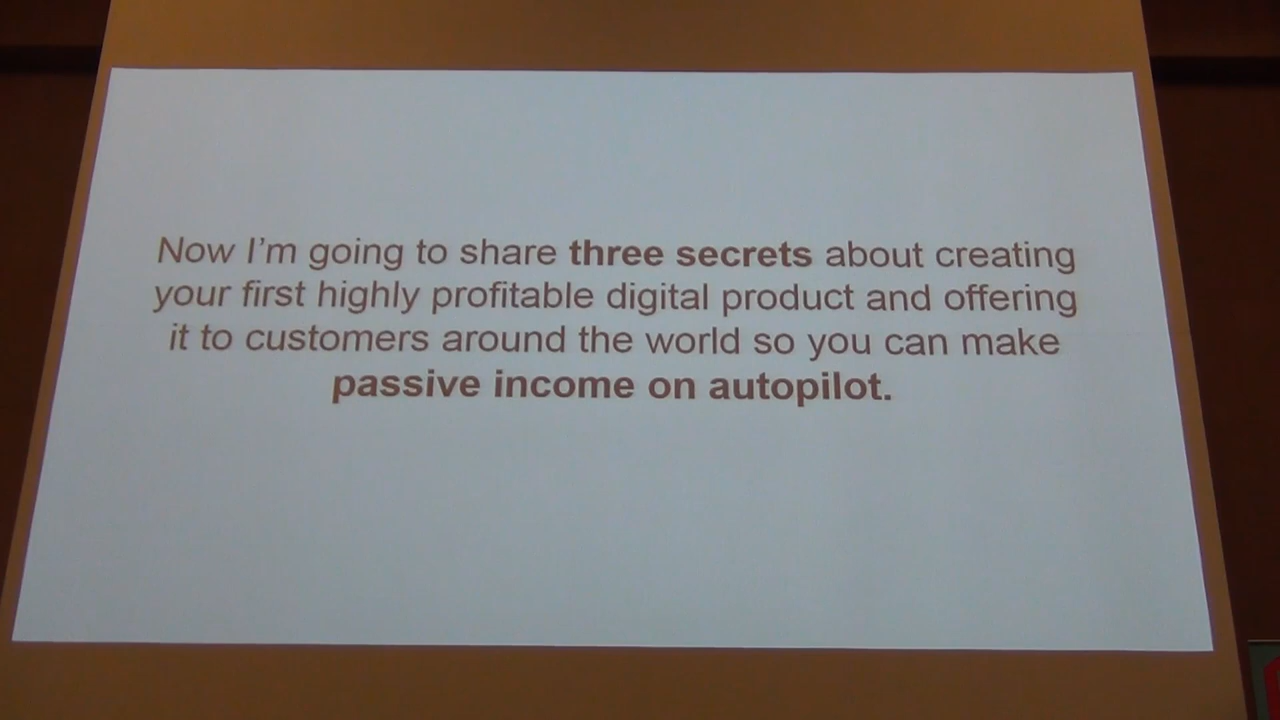 Now I'm going to share three secrets about creating
your first highly profitable digital product and offering
it to customers around the world so you can make
passive income on autopilot.